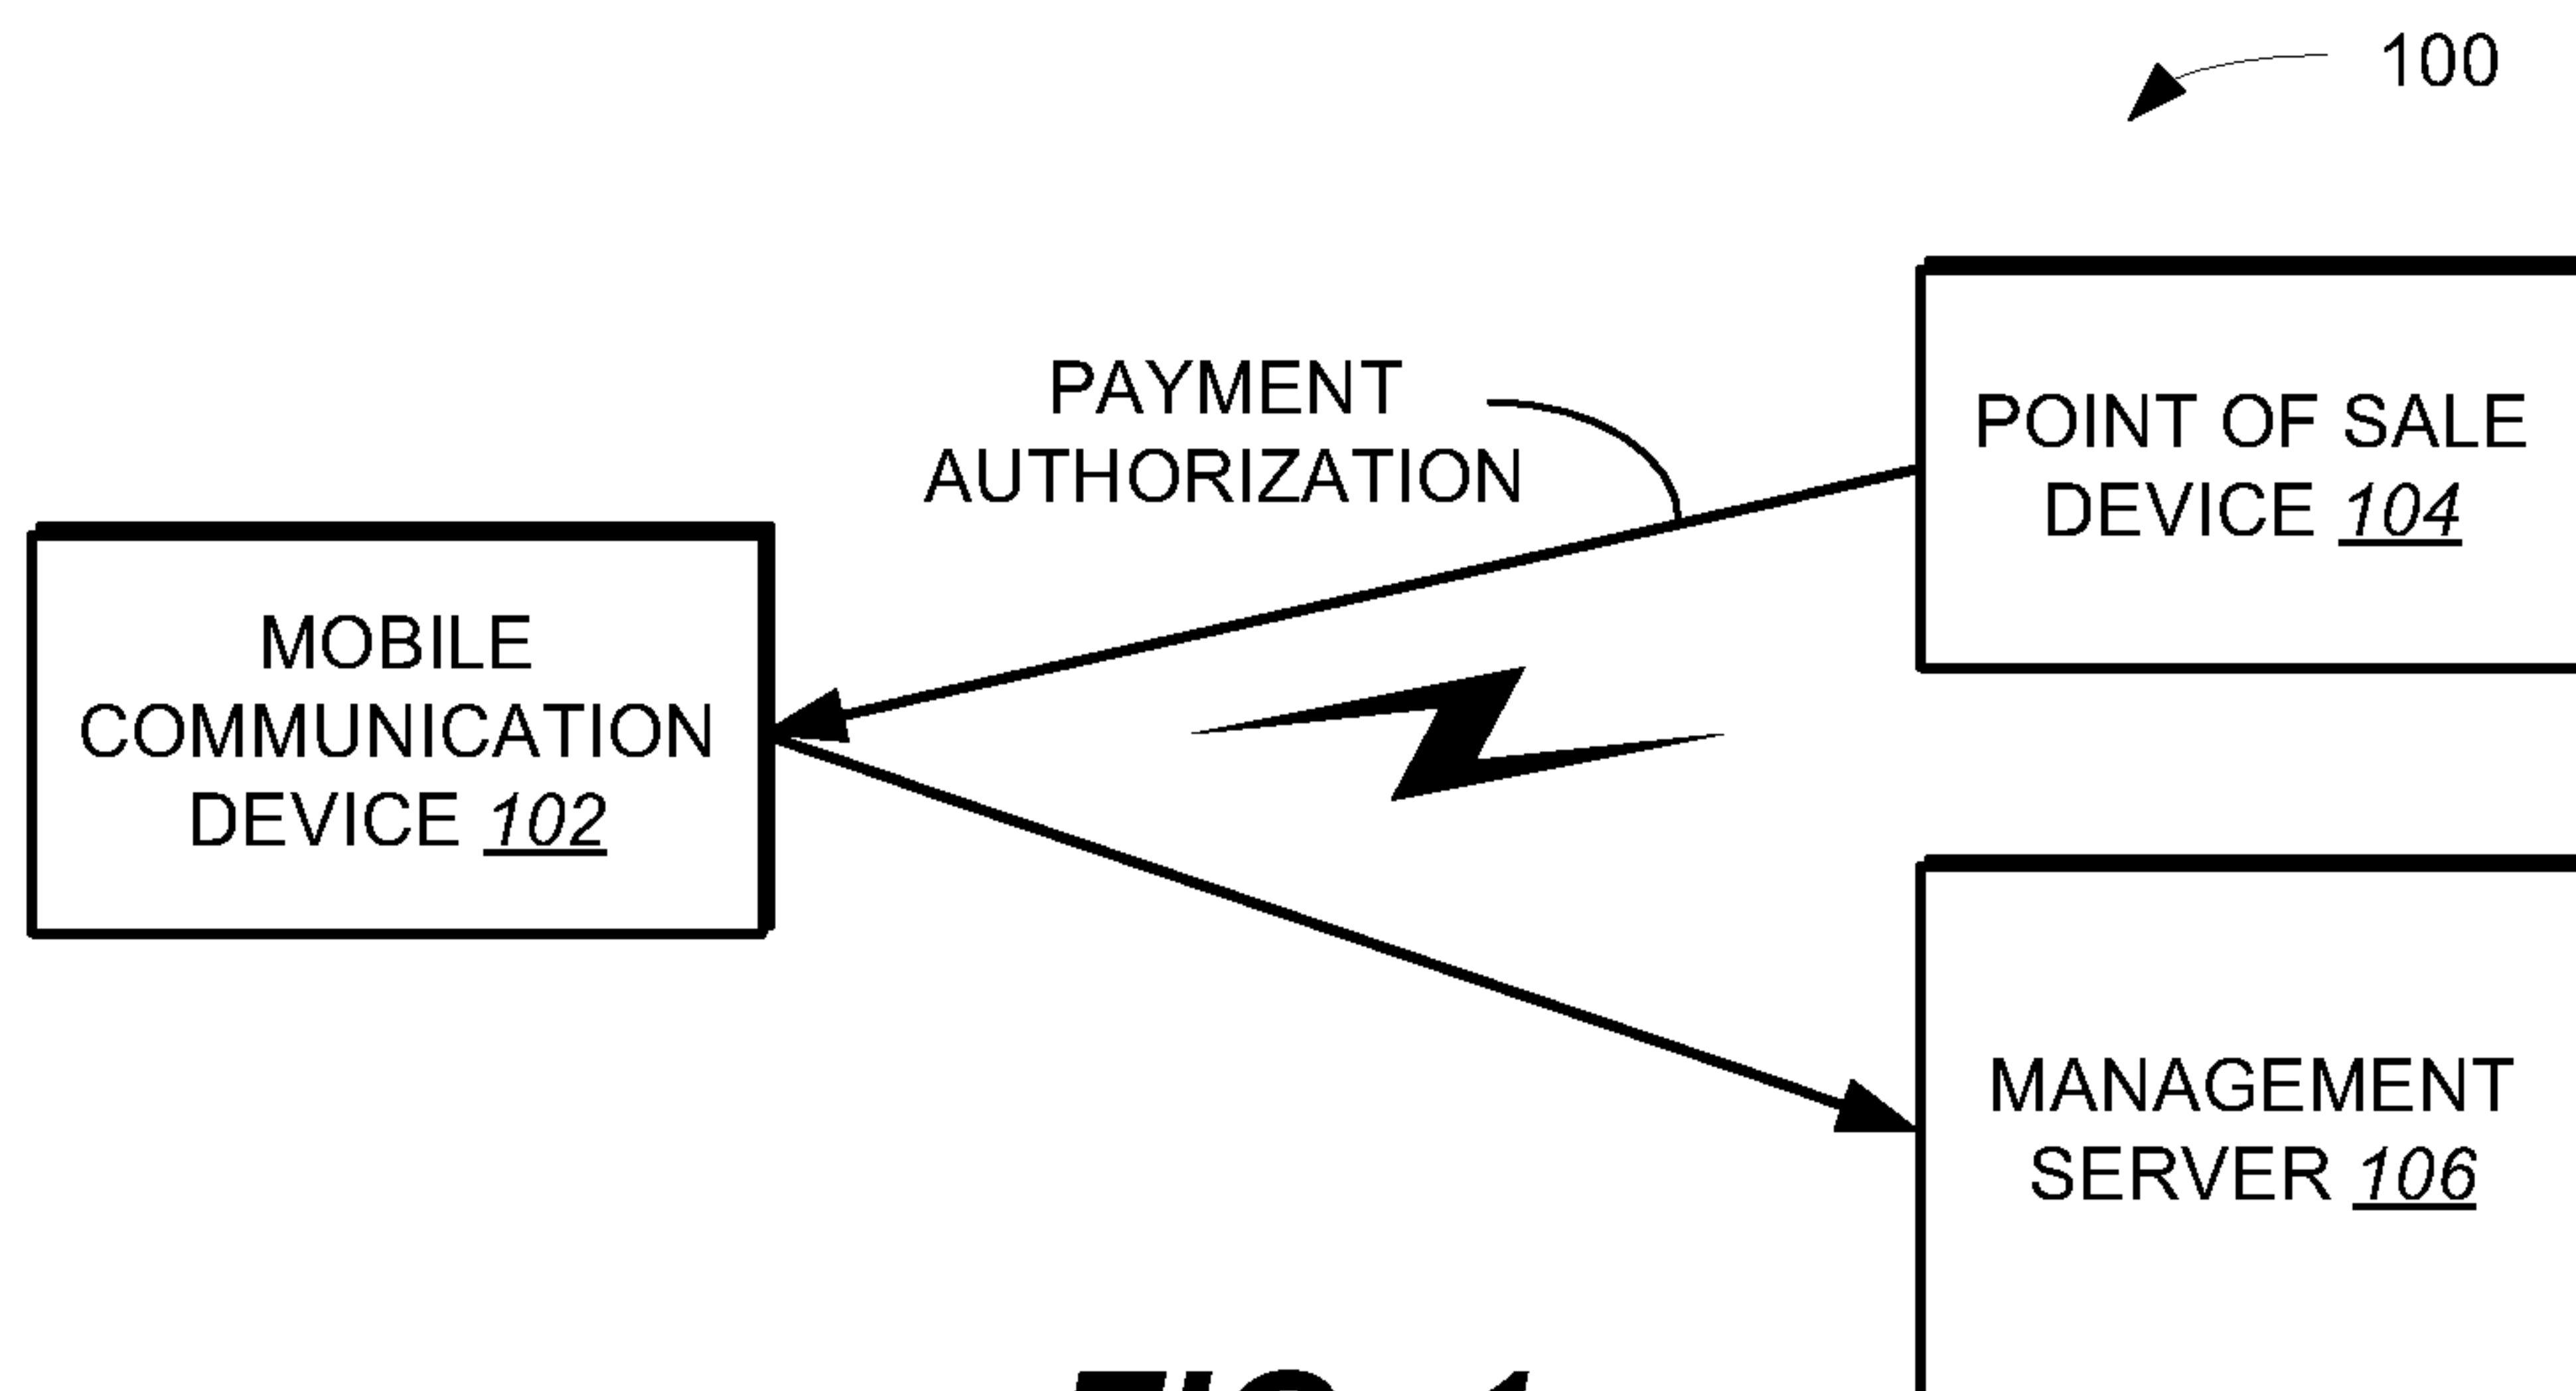 100
PAYMENT
AUTHORIZATION
POINT OF SALE
DEVICE 104
MOBILE
COMMUNICATION
DEVICE 102
MANAGEMENT
SERVER 106